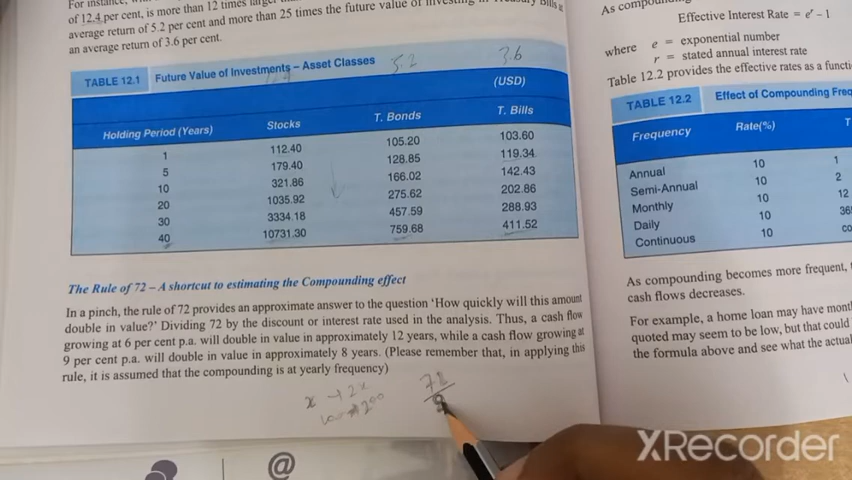 of 12.4 per cent, is more than 12 times
average return of 5.2 per cent and more than 25 times the future value of
an average return of 3.6 per cent.
5.2 3.6
TABLE 12.1 Future Value of Investments – Asset Classes
(USD)
Holding Period (Years) Stocks T. Bonds T. Bills
1 112.40 105.20 103.60
5 179.40 128.85 119.34
10 321.86 166.02 142.43
20 1035.92 275.62 202.86
30 3334.18 457.59 288.93
40 10731.30 759.68 411.52
The Rule of 72 – A shortcut to estimating the Compounding effect
In a pinch, the rule of 72 provides an approximate answer to the question 'How quickly will this amount
double in value?' Dividing 72 by the discount or interest rate used in the analysis. Thus, a cash flow
growing at 6 per cent p.a. will double in value in approximately 12 years, while a cash flow growing at
9 per cent p.a. will double in value in approximately 8 years. (Please remember that, in applying this
rule, it is assumed that the compounding is at yearly frequency)
x → 2x
72
9
@
Effective Interest Rate = eʳ – 1
where e = exponential number
r = stated annual interest rate
Table 12.2 provides the effective rates as a
TABLE 12.2 Effect of Compounding
Frequency Rate(%)
Annual 10 1
Semi-Annual 10 2
Monthly 10 12
Daily 10
Continuous 10
As compounding becomes more frequent,
cash flows decreases.
For example, a home loan may have
quoted may seem to be low, but that could
the formula above and see what the
XRecorder